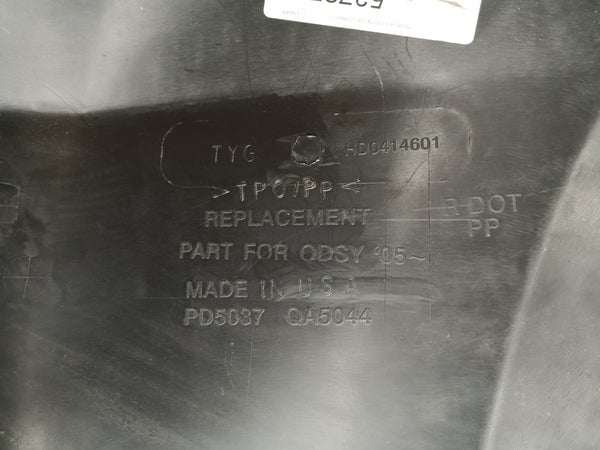 TYG HD0414601
>TPO/PP<
REPLACEMENT
R-DOT
PP
PART FOR ODSY '05~
MADE IN U S A
PD5037 QA5044